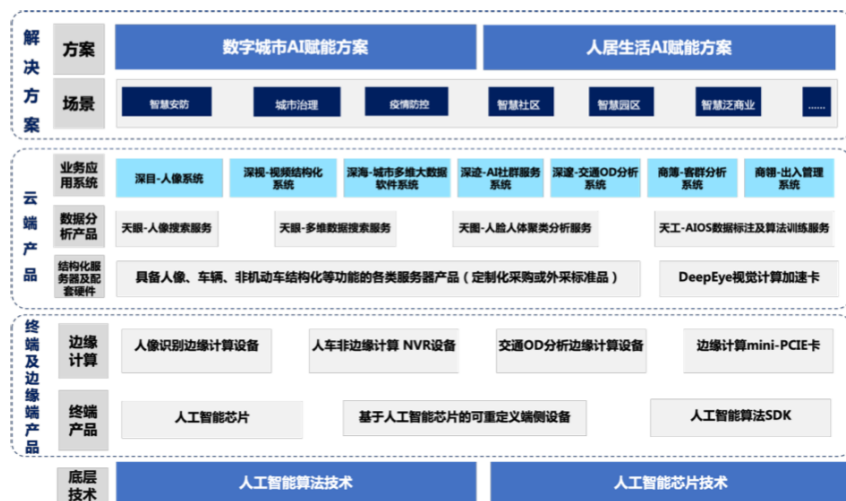 解决方案
方案
数字城市AI赋能方案
人居生活AI赋能方案
场景
智慧安防
城市治理
疫情防控
智慧社区
智慧园区
智慧泛商业
......
云端产品
业务应
用系统
深目-人像系统
深视-视频结构化
系统
深海-城市多维大数据
软件系统
深迹-AI社群服务
系统
深邃-交通OD分析
系统
商簿-客群分析
系统
商翎-出入管理
系统
数据分
析产品
天眼-人像搜索服务
天眼-多维数据搜索服务
天图-人脸人体聚类分析服务
天工-AIOS数据标注及算法训练服务
结构化服
务器及配
套硬件
具备人像、车辆、非机动车结构化等功能的各类服务器产品（定制化采购或外采标准品）
DeepEye视觉计算加速卡
终端及边缘端产品
边缘
计算
人像识别边缘计算设备
人车非边缘计算 NVR设备
交通OD分析边缘计算设备
边缘计算mini-PCIE卡
终端
产品
人工智能芯片
基于人工智能芯片的可重定义端侧设备
人工智能算法SDK
底层
技术
人工智能算法技术
人工智能芯片技术